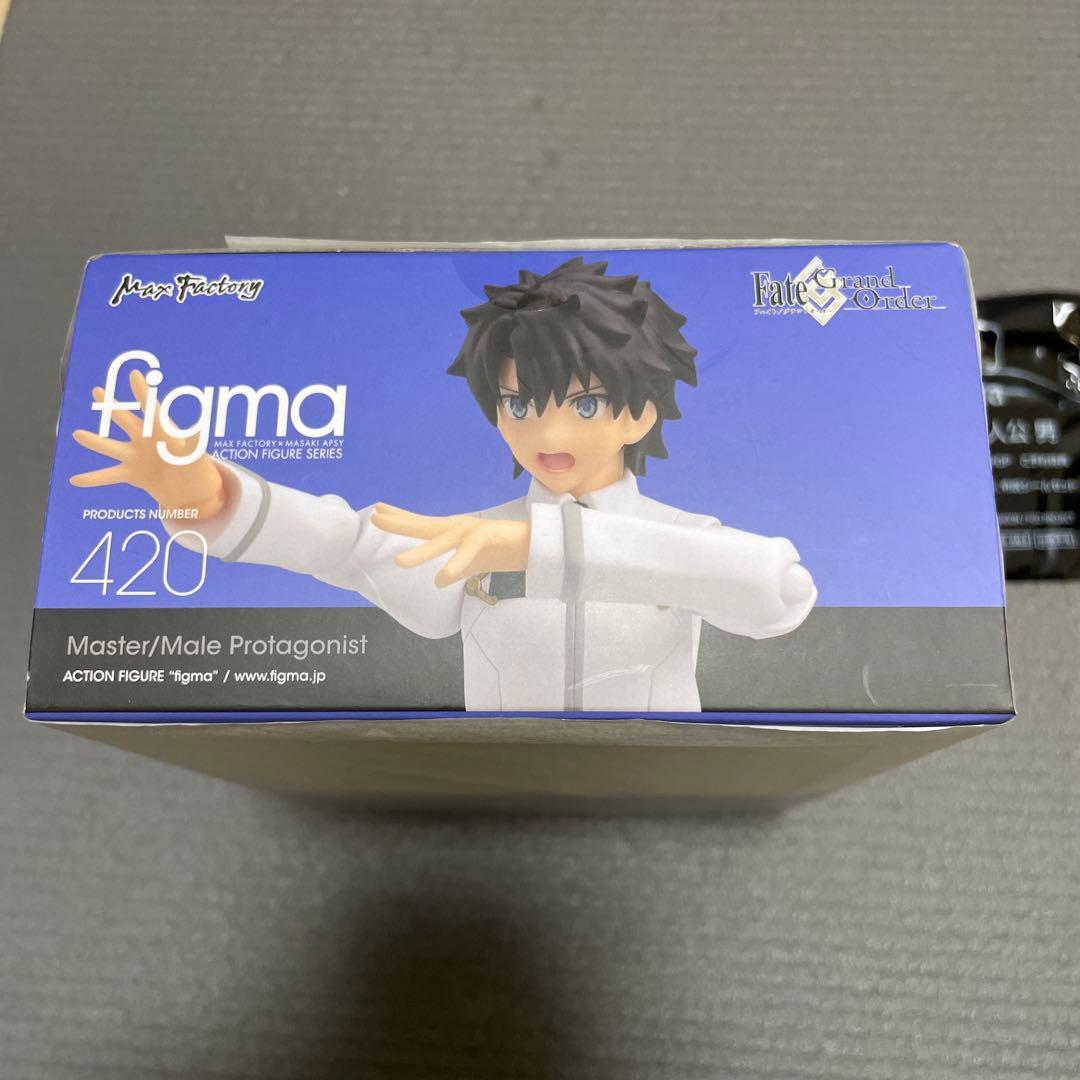 Max Factory
Fate Grand Order
figma
MAX FACTORY×MASAKI APSY
ACTION FIGURE SERIES
PRODUCTS NUMBER
420
Master/Male Protagonist
ACTION FIGURE “figma” / www.figma.jp
人公 男